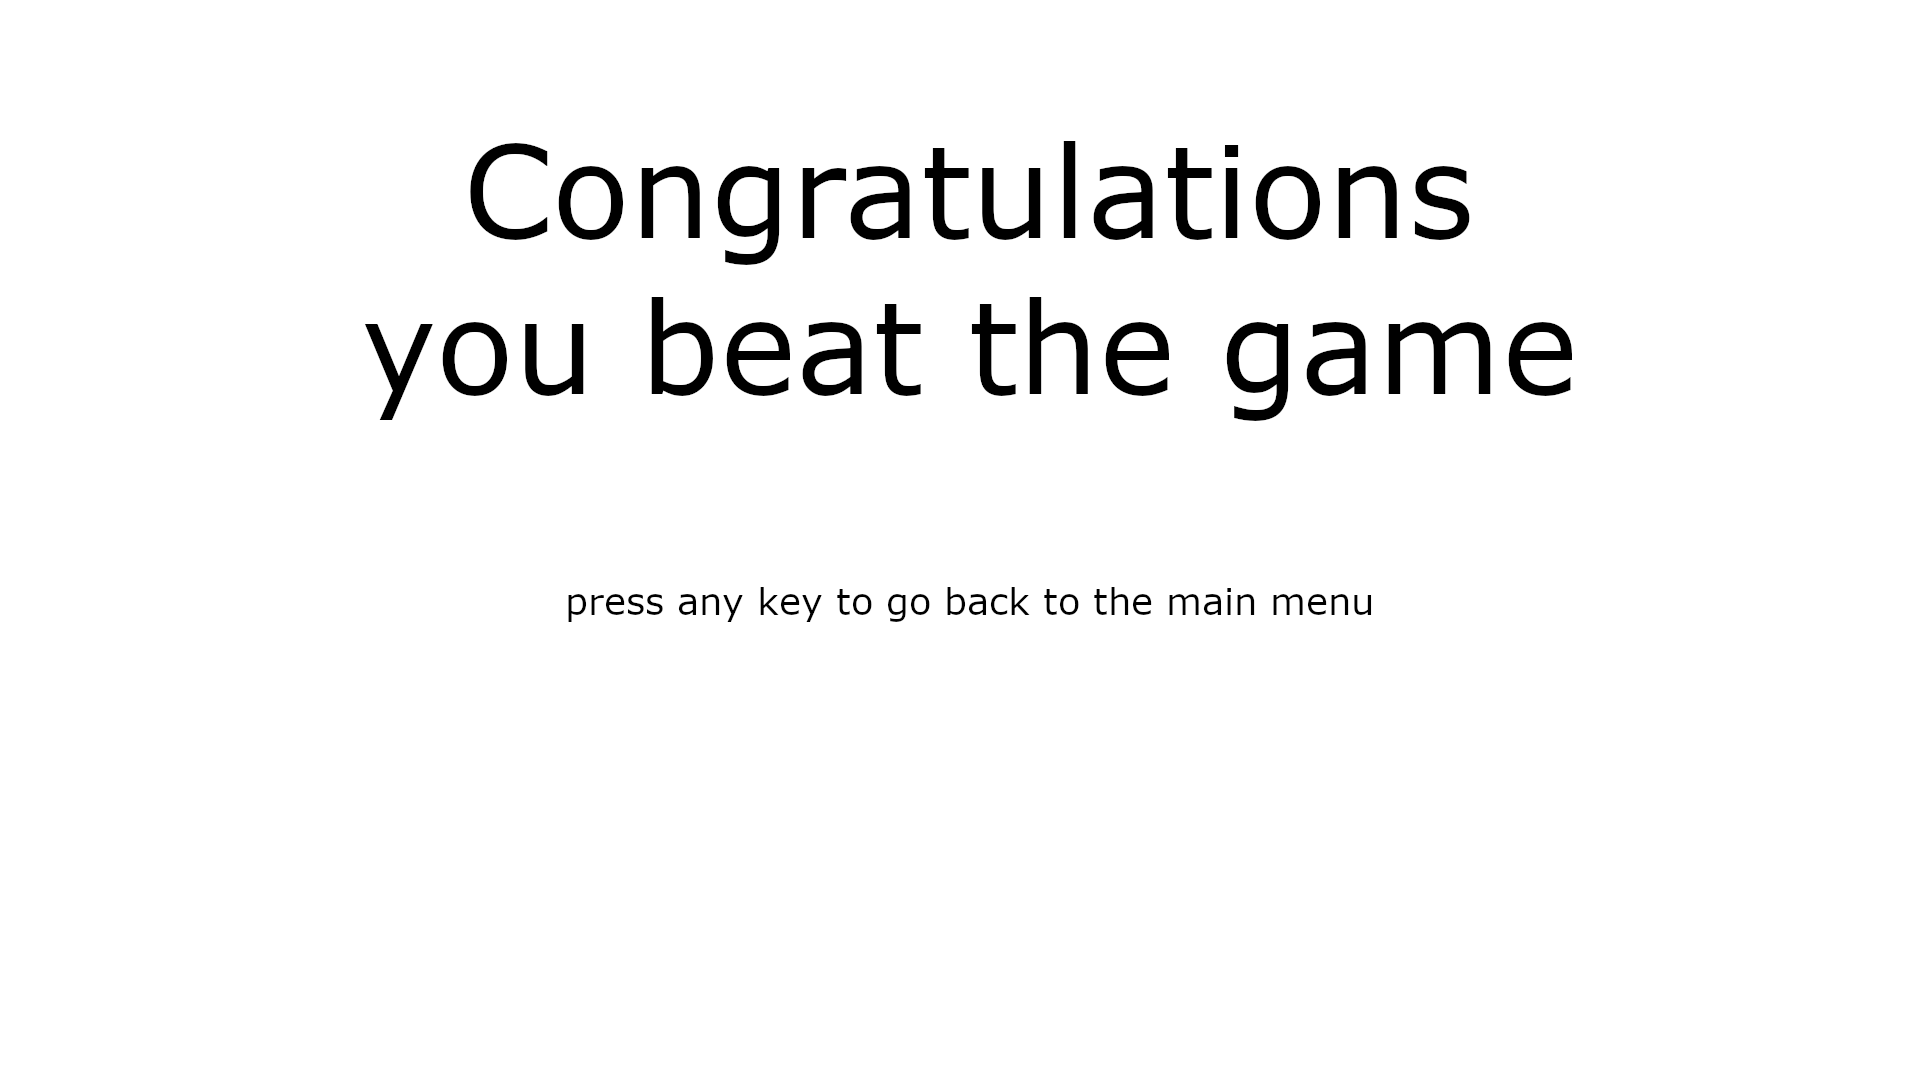 Congratulations
you beat the game
press any key to go back to the main menu